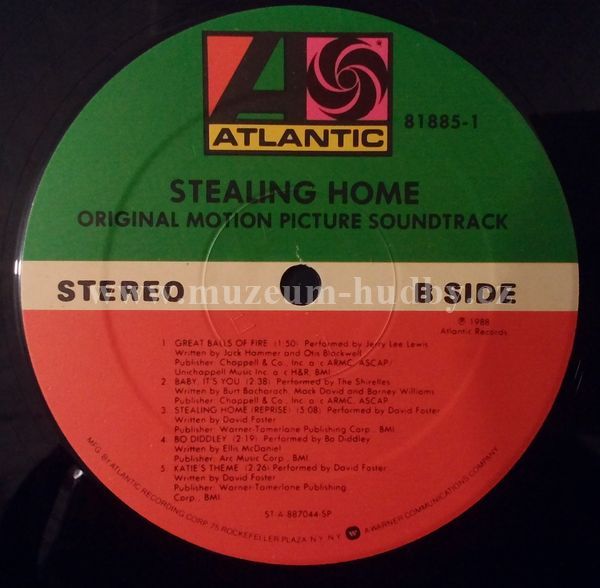 ATLANTIC
81885-1
STEALING HOME
ORIGINAL MOTION PICTURE SOUNDTRACK
STEREO
B SIDE
www.muzeum-hudby.cz
℗ 1988
Atlantic Records
1 GREAT BALLS OF FIRE (1:50) Performed by Jerry Lee Lewis
Written by Jack Hammer and Otis Blackwell
Publisher: Chappell & Co., Inc. a/c ARMC, ASCAP/
Unichappell Music Inc. a/c H&R, BMI
2 BABY, IT'S YOU (2:38) Performed by The Shirelles
Written by Burt Bacharach, Mack David and Barney Williams
Publisher: Chappell & Co., Inc. a/c ARMC, ASCAP
3 STEALING HOME (REPRISE) (5:08) Performed by David Foster
Written by David Foster
Publisher: Warner-Tamerlane Publishing Corp., BMI
4 BO DIDDLEY (2:19) Performed by Bo Diddley
Written by Ellis McDaniel
Publisher: Arc Music Corp., BMI
5 KATIE'S THEME (2:26) Performed by David Foster
Written by David Foster
Publisher: Warner-Tamerlane Publishing
Corp., BMI
ST-A-887044-SP
MFG. BY ATLANTIC RECORDING CORP. 75 ROCKEFELLER PLAZA N.Y. N.Y. A WARNER COMMUNICATIONS COMPANY